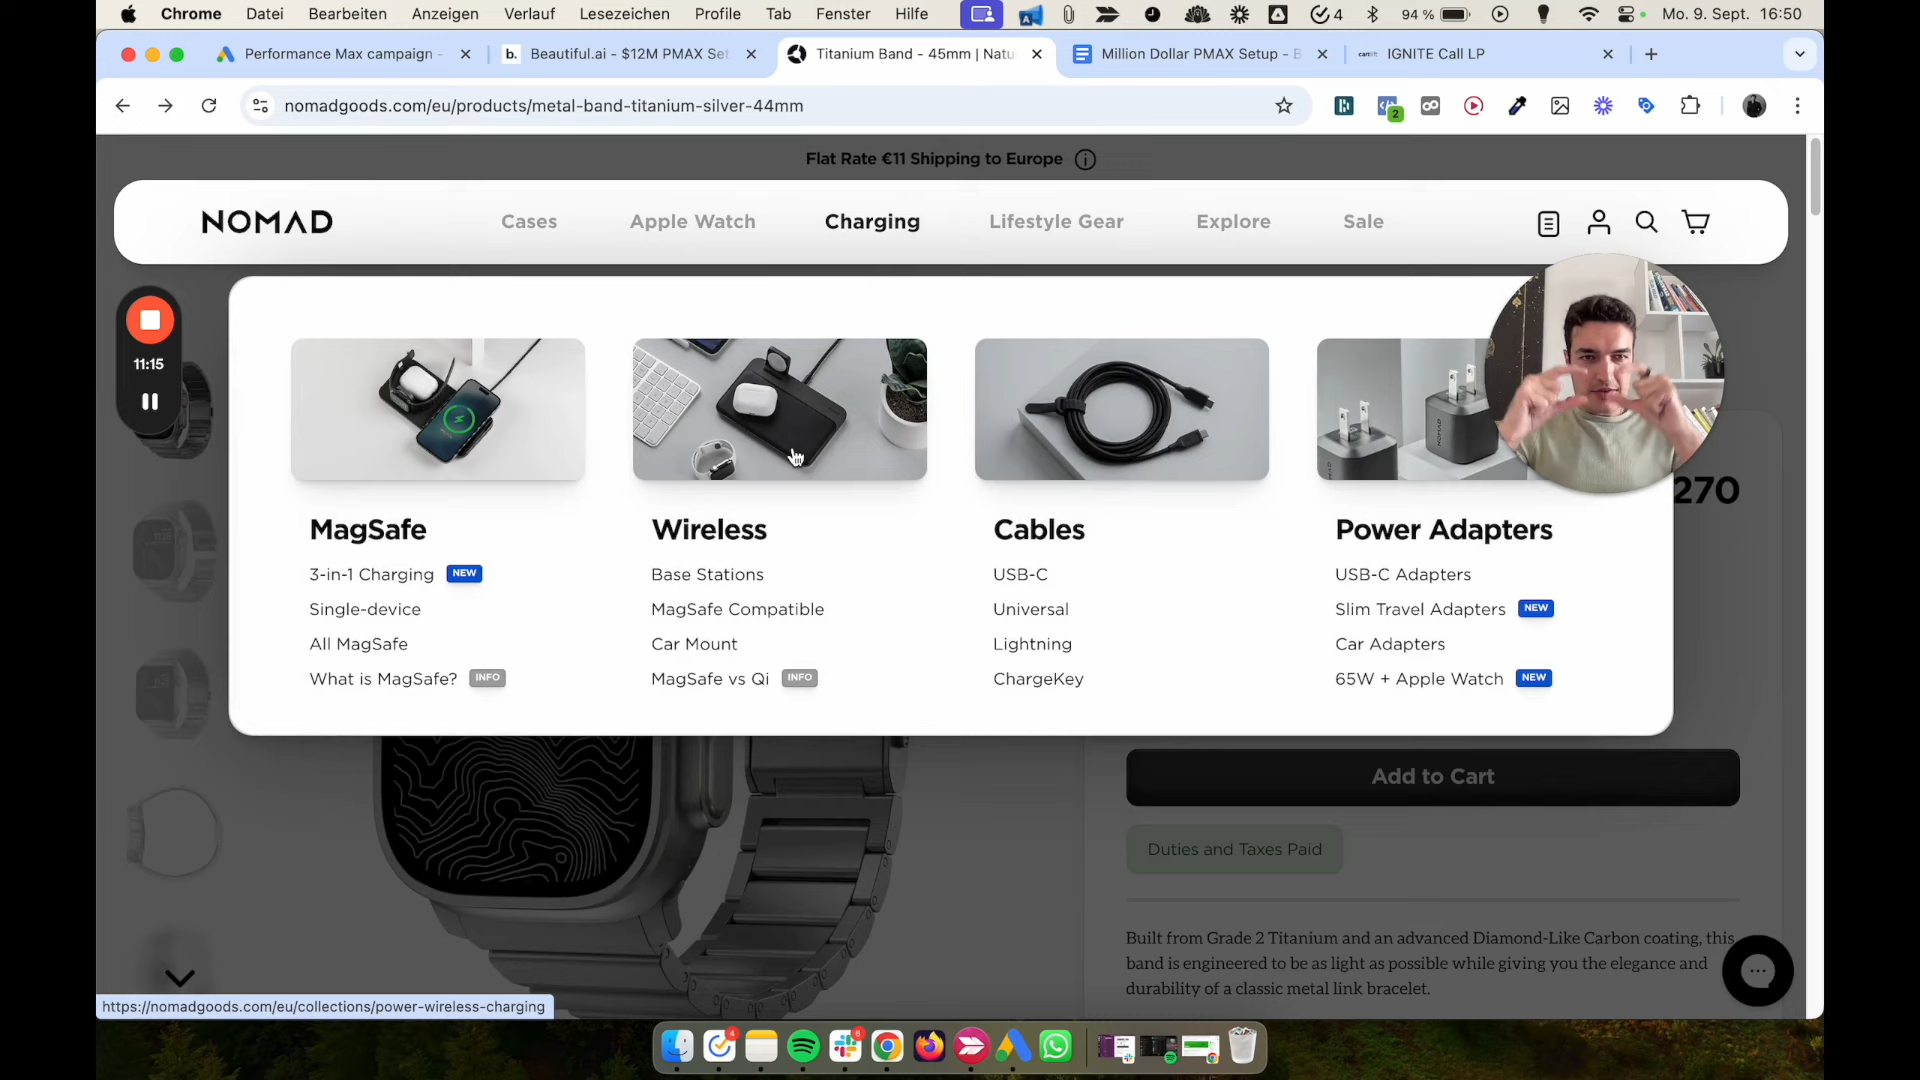 Chrome Datei Bearbeiten Anzeigen Verlauf Lesezeichen Profile Tab Fenster Hilfe 4 94 % Mo. 9. Sept. 16:50
Performance Max campaign - b. Beautiful.ai - $12M PMAX Set Titanium Band - 45mm | Natu Million Dollar PMAX Setup - B IGNITE Call LP
nomadgoods.com/eu/products/metal-band-titanium-silver-44mm 2
Flat Rate €11 Shipping to Europe
NOMAD Cases Apple Watch Charging Lifestyle Gear Explore Sale
11:15
270
MagSafe
3-in-1 Charging NEW
Single-device
All MagSafe
What is MagSafe? INFO
Wireless
Base Stations
MagSafe Compatible
Car Mount
MagSafe vs Qi INFO
Cables
USB-C
Universal
Lightning
ChargeKey
Power Adapters
USB-C Adapters
Slim Travel Adapters NEW
Car Adapters
65W + Apple Watch NEW
Add to Cart
Duties and Taxes Paid
Built from Grade 2 Titanium and an advanced Diamond-Like Carbon coating, this
band is engineered to be as light as possible while giving you the elegance and
durability of a classic metal link bracelet.
https://nomadgoods.com/eu/collections/power-wireless-charging
4 6